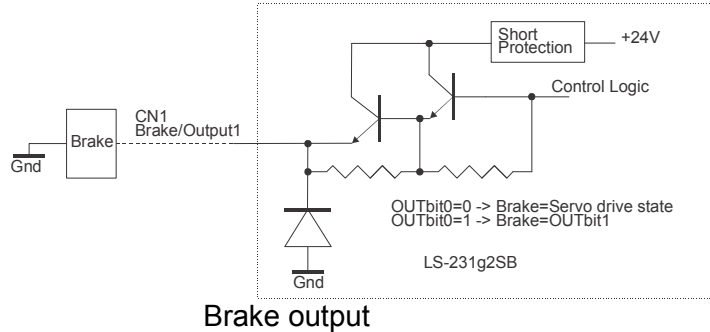 Short
Protection
+24V
Control Logic
CN1
Brake/Output1
Brake
Gnd
OUTbit0=0 -> Brake=Servo drive state
OUTbit0=1 -> Brake=OUTbit1
LS-231g2SB
Gnd
Brake output